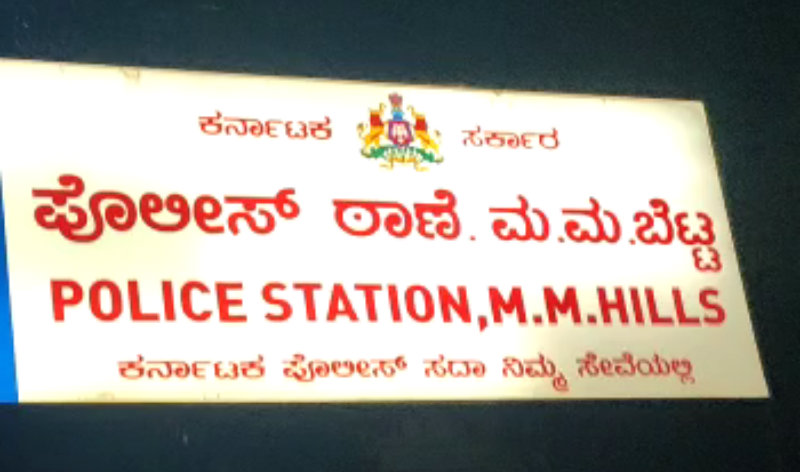 ಕರ್ನಾಟಕ ಸರ್ಕಾರ
ಪೊಲೀಸ್ ಠಾಣೆ. ಮ.ಮ.ಬೆಟ್ಟ
POLICE STATION,M.M.HILLS
ಕರ್ನಾಟಕ ಪೊಲೀಸ್ ಸದಾ ನಿಮ್ಮ ಸೇವೆಯಲ್ಲಿ